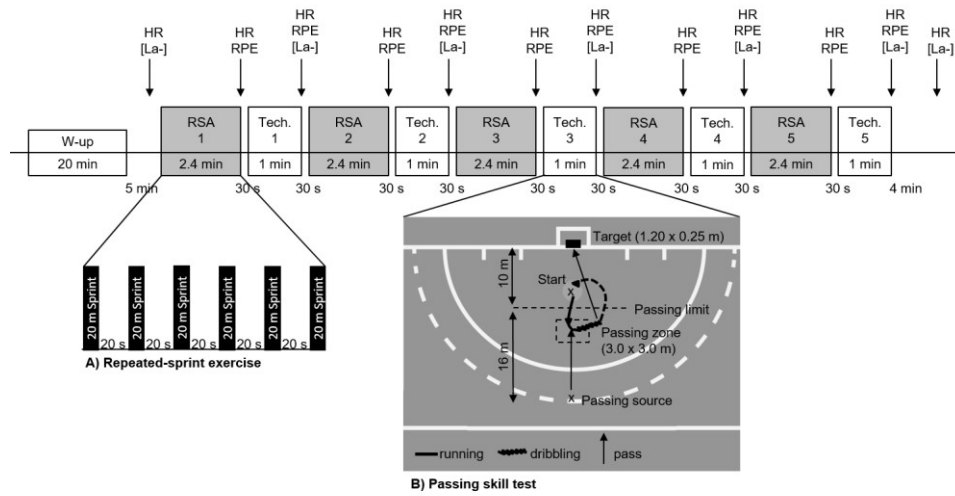 HR
[La-]
HR
RPE
HR
RPE
[La-]
HR
RPE
HR
RPE
[La-]
HR
RPE
HR
RPE
[La-]
HR
RPE
HR
RPE
[La-]
HR
RPE
HR
RPE
[La-]
HR
[La-]
W-up
20 min
RSA
1
2.4 min
Tech.
1
1 min
RSA
2
2.4 min
Tech.
2
1 min
RSA
3
2.4 min
Tech.
3
1 min
RSA
4
2.4 min
Tech.
4
1 min
RSA
5
2.4 min
Tech.
5
1 min
5 min
30 s
30 s
30 s
30 s
30 s
30 s
30 s
30 s
30 s
4 min
20 m Sprint
20 m Sprint
20 m Sprint
20 m Sprint
20 m Sprint
20 m Sprint
20 s
20 s
20 s
20 s
20 s
A) Repeated-sprint exercise
Target (1.20 x 0.25 m)
10 m
Start
x
Passing limit
Passing zone
(3.0 x 3.0 m)
16 m
x
Passing source
running
dribbling
pass
B) Passing skill test